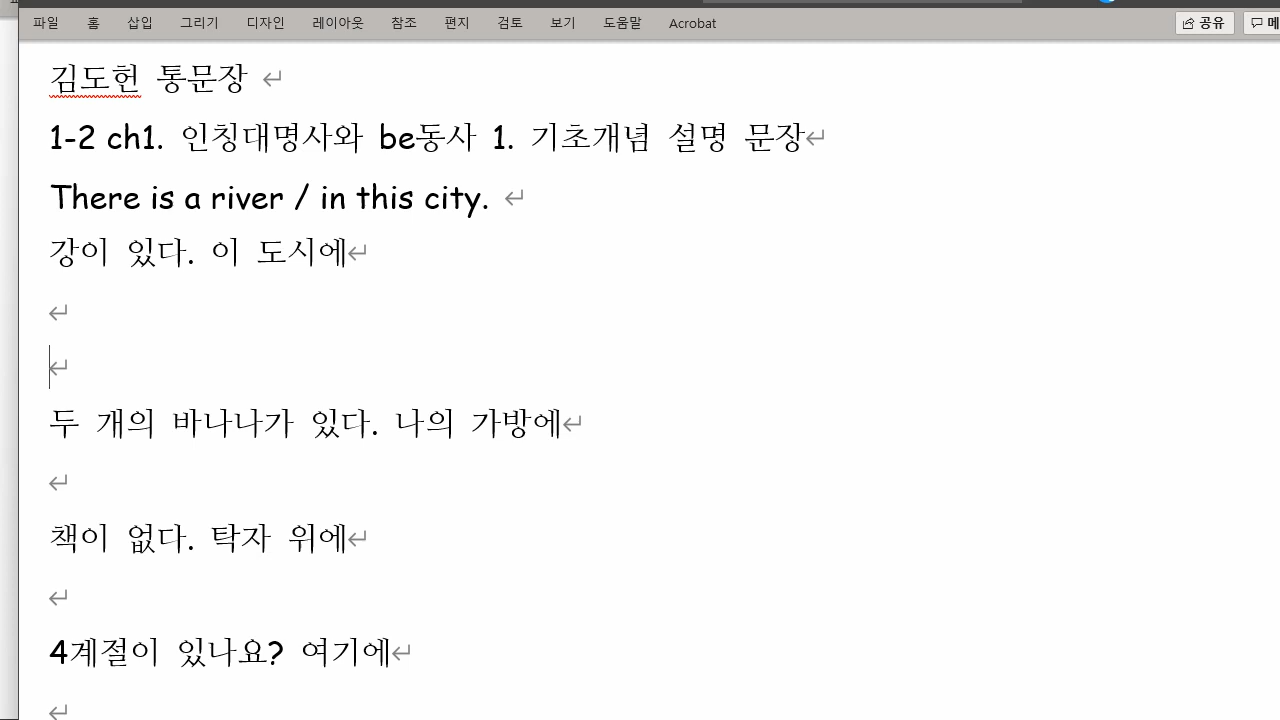 파일 홈 삽입 그리기 디자인 레이아웃 참조 편지 검토 보기 도움말 Acrobat 공유 메
김도헌 통문장
1-2 ch1. 인칭대명사와 be동사 1. 기초개념 설명 문장
There is a river / in this city.
강이 있다. 이 도시에
두 개의 바나나가 있다. 나의 가방에
책이 없다. 탁자 위에
4계절이 있나요? 여기에